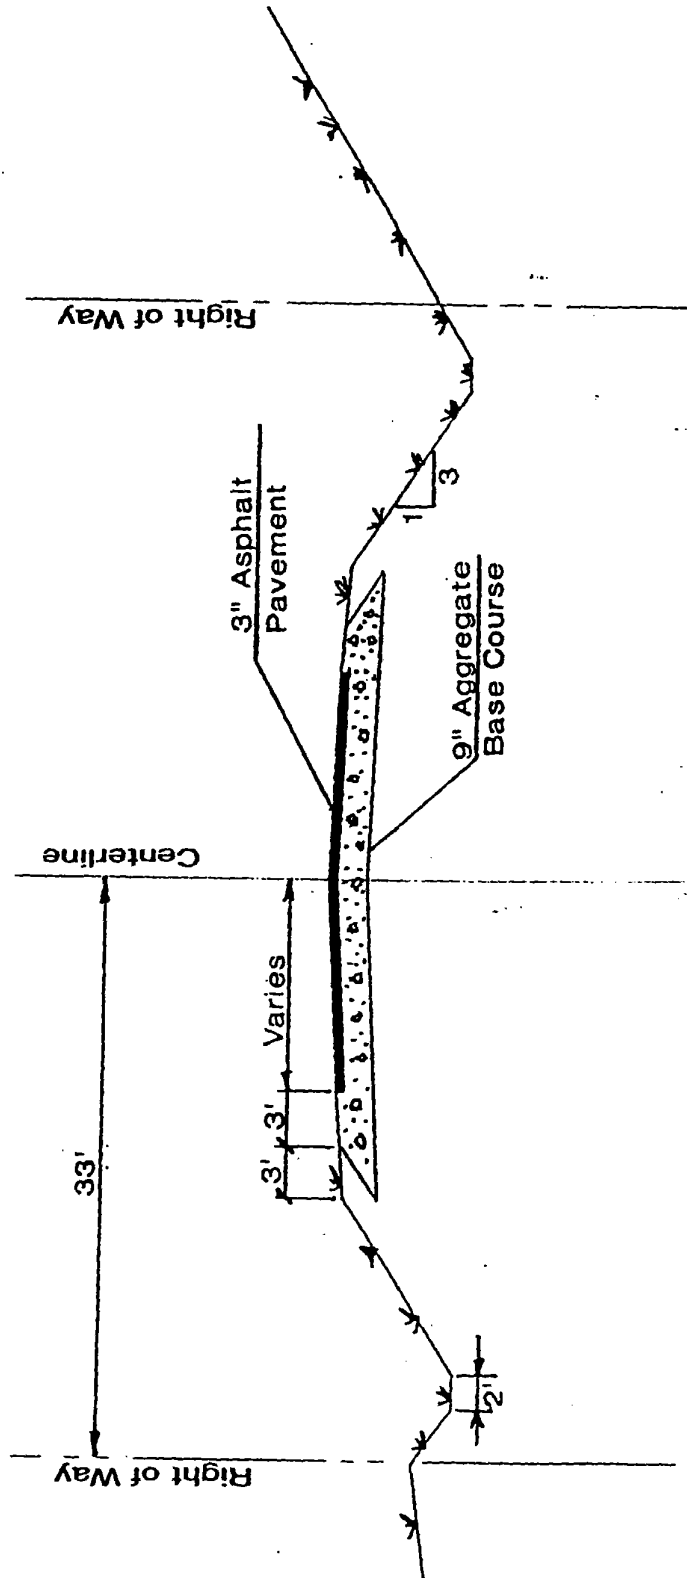 Right of Way
3" Asphalt
Pavement
1
3
9" Aggregate
Base Course
Centerline
Varies
3'
3'
33'
2'
Right of Way